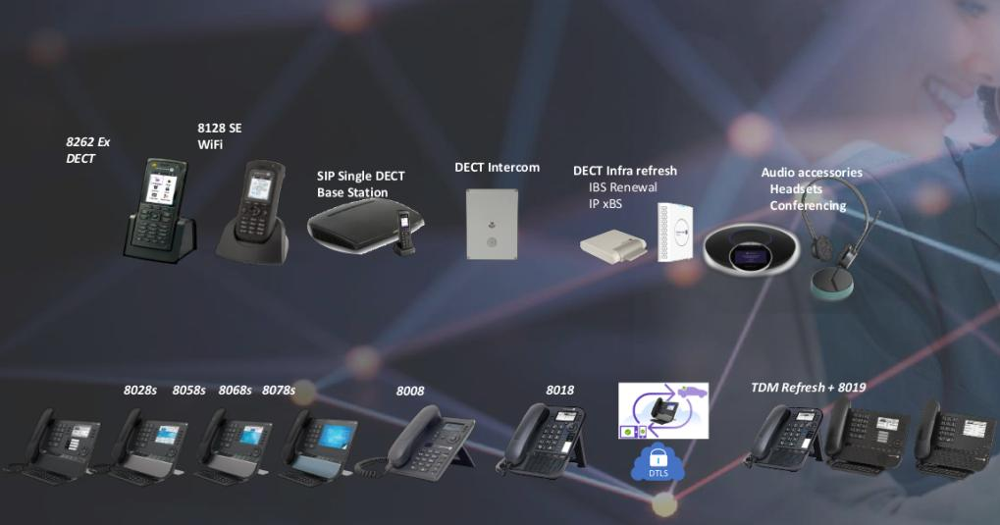 8262 Ex
DECT
8128 SE
WiFi
SIP Single DECT
Base Station
DECT Intercom
DECT Infra refresh
IBS Renewal
IP xBS
Audio accessories
Headsets
Conferencing
8028s 8058s 8068s 8078s
8008
8018
TDM Refresh + 8019
DTLS